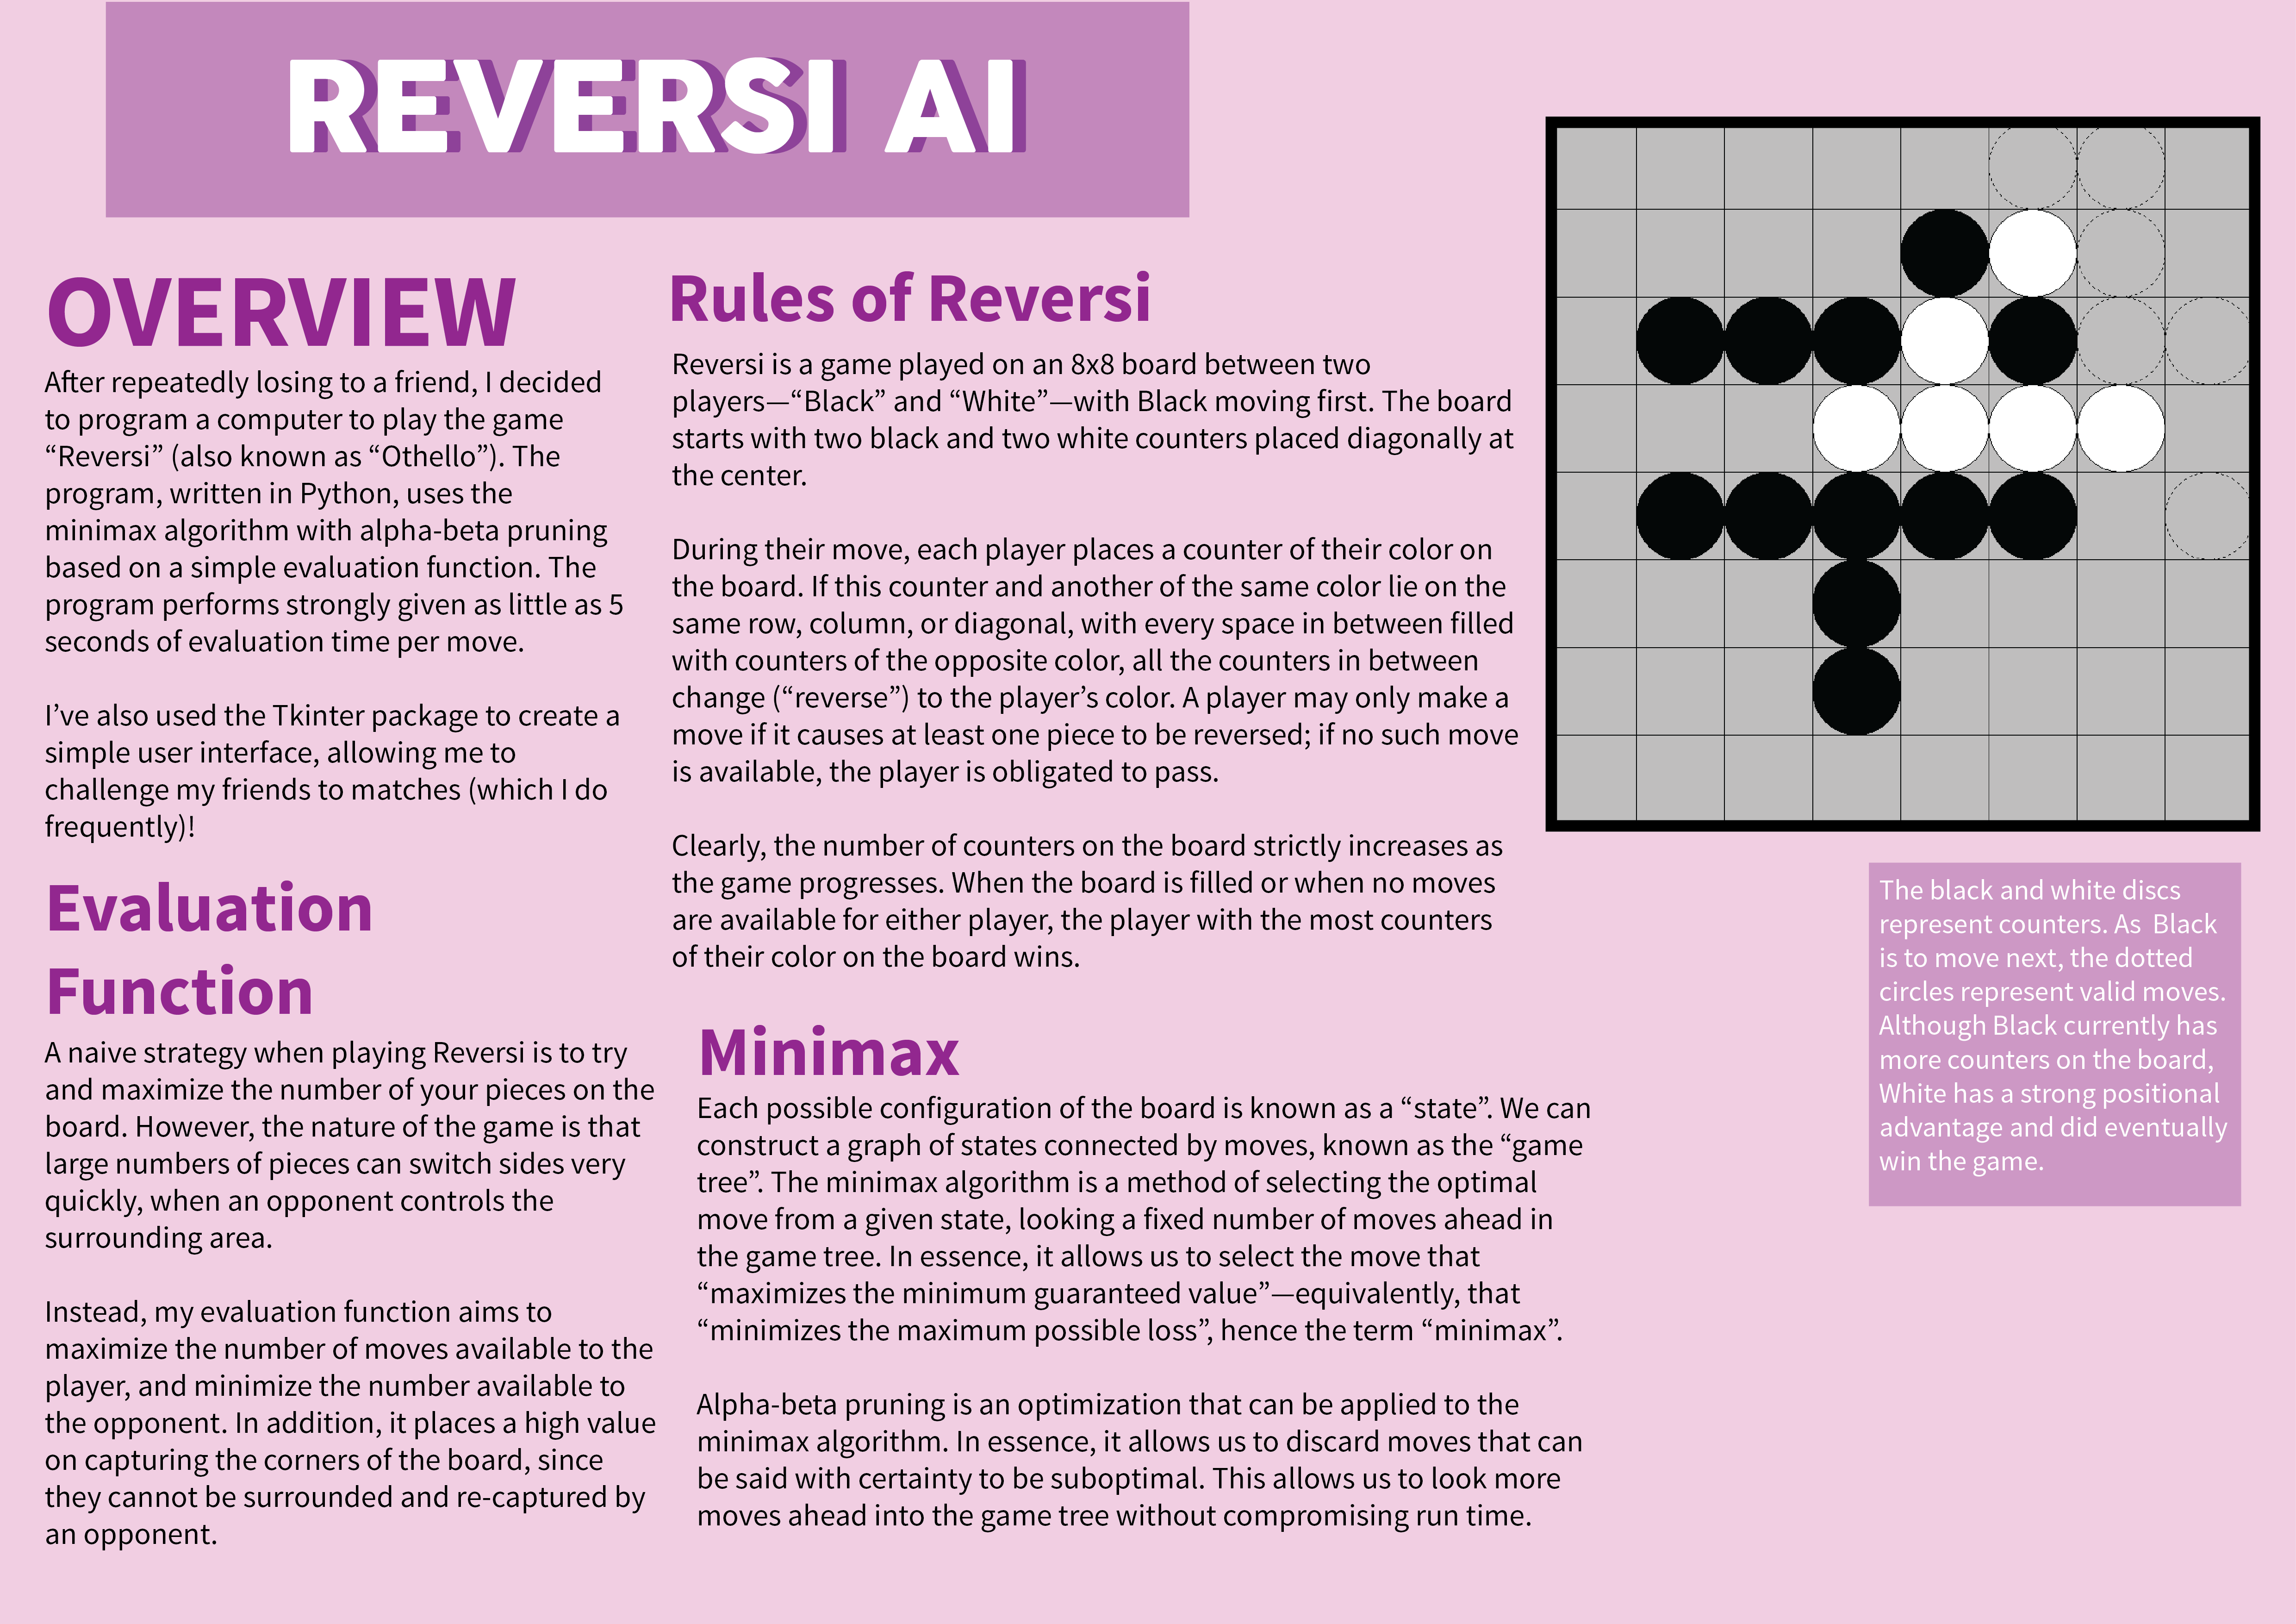 REVERSI AI
OVERVIEW
After repeatedly losing to a friend, I decided
to program a computer to play the game
“Reversi” (also known as “Othello”). The
program, written in Python, uses the
minimax algorithm with alpha-beta pruning
based on a simple evaluation function. The
program performs strongly given as little as 5
seconds of evaluation time per move.
I’ve also used the Tkinter package to create a
simple user interface, allowing me to
challenge my friends to matches (which I do
frequently)!
Evaluation
Function
A naive strategy when playing Reversi is to try
and maximize the number of your pieces on the
board. However, the nature of the game is that
large numbers of pieces can switch sides very
quickly, when an opponent controls the
surrounding area.
Instead, my evaluation function aims to
maximize the number of moves available to the
player, and minimize the number available to
the opponent. In addition, it places a high value
on capturing the corners of the board, since
they cannot be surrounded and re-captured by
an opponent.
Rules of Reversi
Reversi is a game played on an 8x8 board between two
players—“Black” and “White”—with Black moving first. The board
starts with two black and two white counters placed diagonally at
the center.
During their move, each player places a counter of their color on
the board. If this counter and another of the same color lie on the
same row, column, or diagonal, with every space in between filled
with counters of the opposite color, all the counters in between
change (“reverse”) to the player’s color. A player may only make a
move if it causes at least one piece to be reversed; if no such move
is available, the player is obligated to pass.
Clearly, the number of counters on the board strictly increases as
the game progresses. When the board is filled or when no moves
are available for either player, the player with the most counters
of their color on the board wins.
Minimax
Each possible configuration of the board is known as a “state”. We can
construct a graph of states connected by moves, known as the “game
tree”. The minimax algorithm is a method of selecting the optimal
move from a given state, looking a fixed number of moves ahead in
the game tree. In essence, it allows us to select the move that
“maximizes the minimum guaranteed value”—equivalently, that
“minimizes the maximum possible loss”, hence the term “minimax”.
Alpha-beta pruning is an optimization that can be applied to the
minimax algorithm. In essence, it allows us to discard moves that can
be said with certainty to be suboptimal. This allows us to look more
moves ahead into the game tree without compromising run time.
The black and white discs
represent counters. As Black
is to move next, the dotted
circles represent valid moves.
Although Black currently has
more counters on the board,
White has a strong positional
advantage and did eventually
win the game.